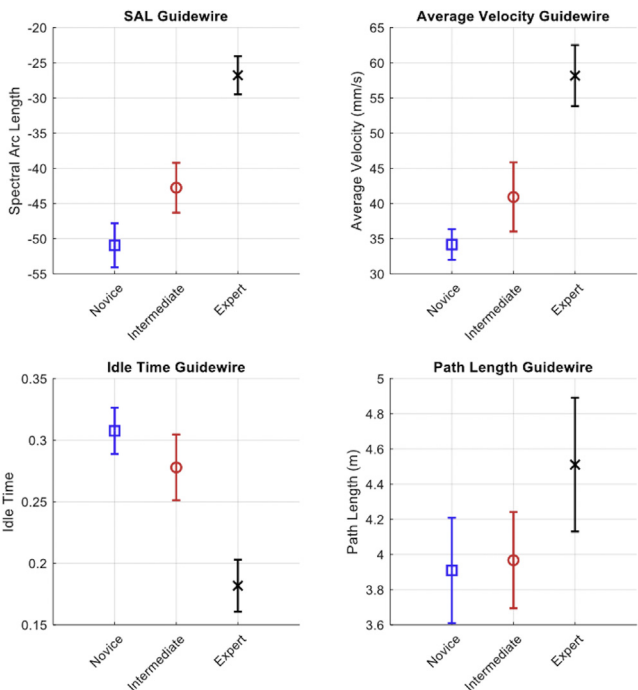 SAL Guidewire
Spectral Arc Length
-20
-25
-30
-35
-40
-45
-50
-55
Novice
Intermediate
Expert
Average Velocity Guidewire
Average Velocity (mm/s)
65
60
55
50
45
40
35
30
Novice
Intermediate
Expert
Idle Time Guidewire
Idle Time
0.35
0.3
0.25
0.2
0.15
Novice
Intermediate
Expert
Path Length Guidewire
Path Length (m)
5
4.8
4.6
4.4
4.2
4
3.8
3.6
Novice
Intermediate
Expert